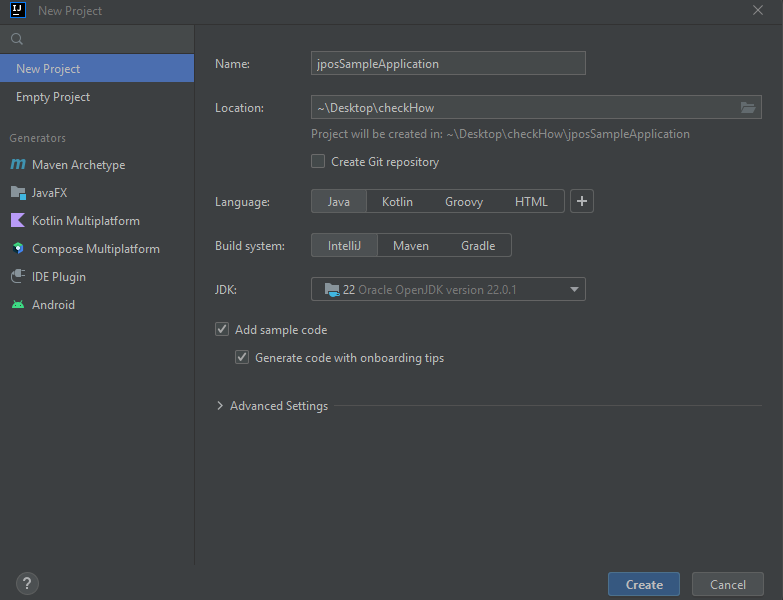 New Project
New Project
Empty Project
Generators
Maven Archetype
JavaFX
Kotlin Multiplatform
Compose Multiplatform
IDE Plugin
Android
Name: jposSampleApplication
Location: ~\Desktop\checkHow
Project will be created in: ~\Desktop\checkHow\jposSampleApplication
Create Git repository
Language: Java Kotlin Groovy HTML +
Build system: IntelliJ Maven Gradle
JDK: 22 Oracle OpenJDK version 22.0.1
Add sample code
Generate code with onboarding tips
Advanced Settings
? Create Cancel